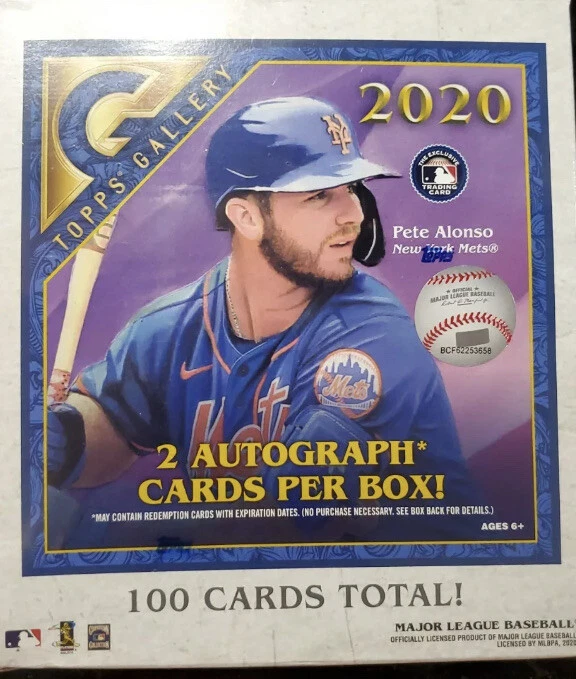 TOPPS® GALLERY
2020
THE EXCLUSIVE
TRADING
CARD
Pete Alonso
New York Mets®
TOPPS
OFFICIAL
MAJOR LEAGUE BASEBALL
BCF62253658
NY
Mets
2 AUTOGRAPH*
CARDS PER BOX!
*MAY CONTAIN REDEMPTION CARDS WITH EXPIRATION DATES. (NO PURCHASE NECESSARY. SEE BOX BACK FOR DETAILS.)
AGES 6+
100 CARDS TOTAL!
MAJOR LEAGUE BASEBALL
OFFICIALLY LICENSED PRODUCT OF MAJOR LEAGUE BASEBALL
LICENSED BY MLBPA, 2020